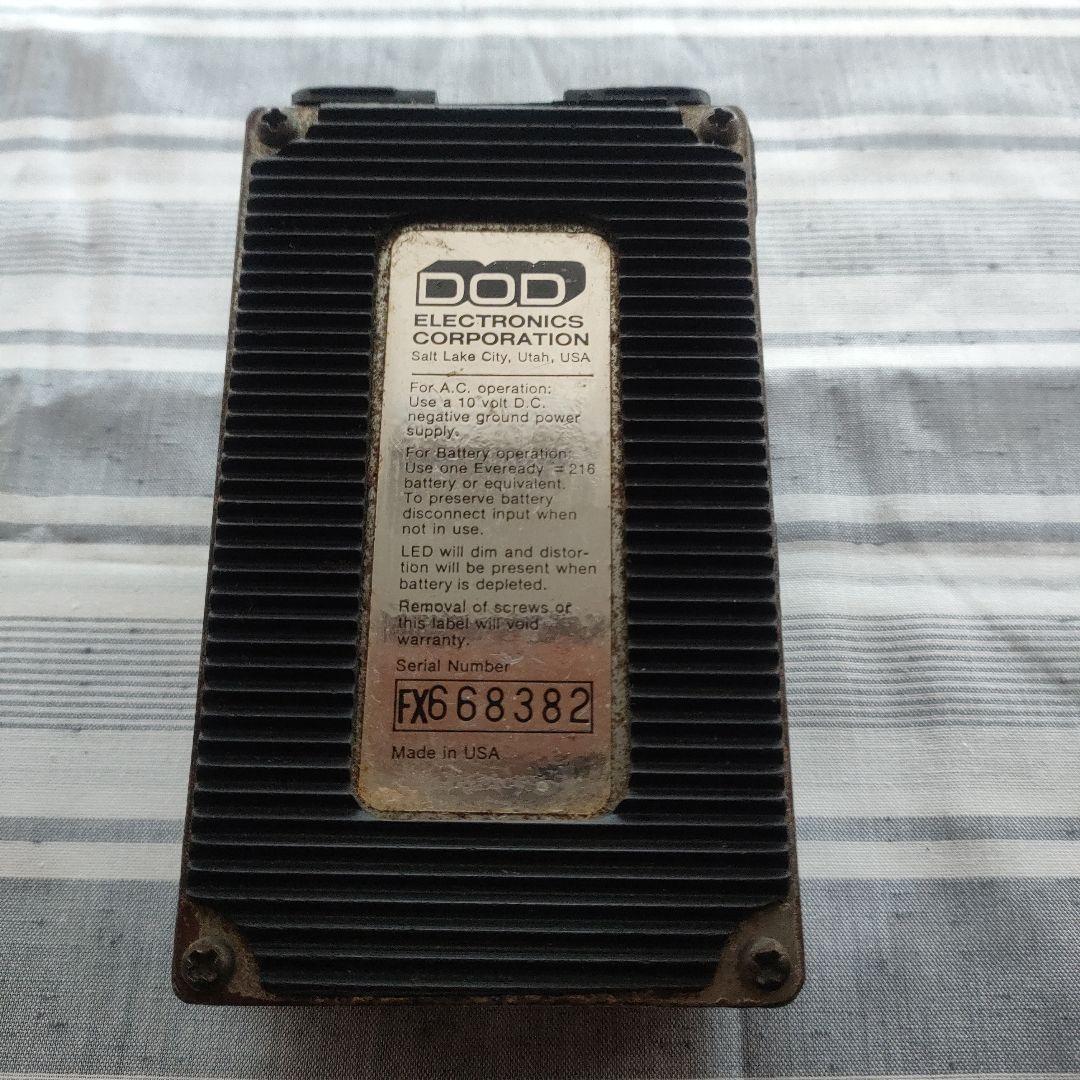 DOD
ELECTRONICS
CORPORATION
Salt Lake City, Utah, USA
For A.C. operation:
Use a 10 volt D.C.
negative ground power
supply.
For Battery operation:
Use one Eveready =216
battery or equivalent.
To preserve battery
disconnect input when
not in use.
LED will dim and distor-
tion will be present when
battery is depleted.
Removal of screws or
this label will void
warranty.
Serial Number
FX668382
Made in USA